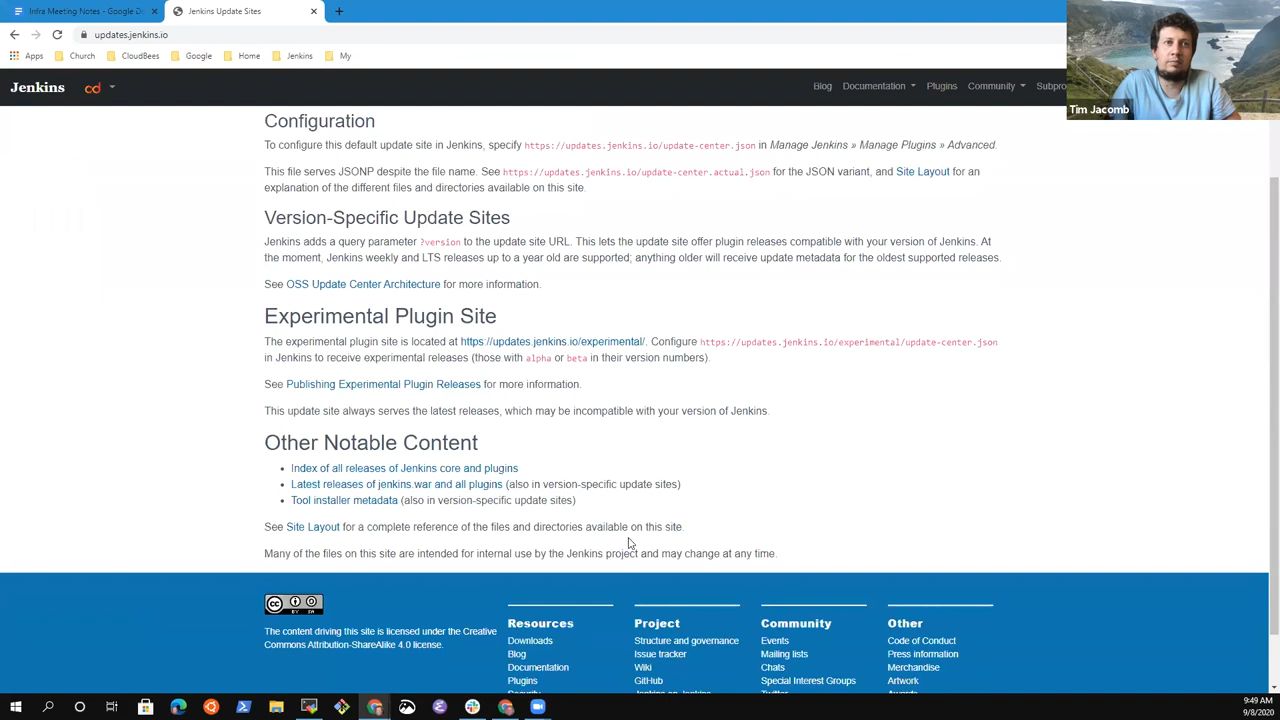 Infra Meeting Notes - Google Do
Jenkins Update Sites
updates.jenkins.io
Apps
Church
CloudBees
Google
Home
Jenkins
My
Jenkins
cd
Blog
Documentation
Plugins
Community
Subpro
Tim Jacomb
Configuration
To configure this default update site in Jenkins, specify https://updates.jenkins.io/update-center.json in Manage Jenkins » Manage Plugins » Advanced.
This file serves JSONP despite the file name. See https://updates.jenkins.io/update-center.actual.json for the JSON variant, and Site Layout for an
explanation of the different files and directories available on this site.
Version-Specific Update Sites
Jenkins adds a query parameter ?version to the update site URL. This lets the update site offer plugin releases compatible with your version of Jenkins. At
the moment, Jenkins weekly and LTS releases up to a year old are supported; anything older will receive update metadata for the oldest supported releases.
See OSS Update Center Architecture for more information.
Experimental Plugin Site
The experimental plugin site is located at https://updates.jenkins.io/experimental/. Configure https://updates.jenkins.io/experimental/update-center.json
in Jenkins to receive experimental releases (those with alpha or beta in their version numbers).
See Publishing Experimental Plugin Releases for more information.
This update site always serves the latest releases, which may be incompatible with your version of Jenkins.
Other Notable Content
• Index of all releases of Jenkins core and plugins
• Latest releases of jenkins.war and all plugins (also in version-specific update sites)
• Tool installer metadata (also in version-specific update sites)
See Site Layout for a complete reference of the files and directories available on this site.
Many of the files on this site are intended for internal use by the Jenkins project and may change at any time.
cc
BY SA
The content driving this site is licensed under the Creative
Commons Attribution-ShareAlike 4.0 license.
Resources
Downloads
Blog
Documentation
Plugins
Security
Project
Structure and governance
Issue tracker
Wiki
GitHub
Jenkins on Jenkins
Community
Events
Mailing lists
Chats
Special Interest Groups
Twitter
Other
Code of Conduct
Press information
Merchandise
Artwork
Awards
9:49 AM
9/8/2020